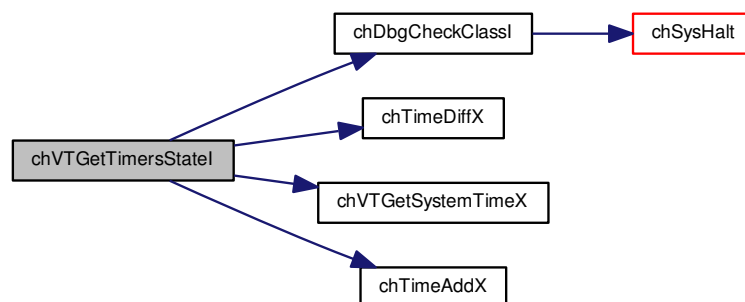 chDbgCheckClassI
chSysHalt
chTimeDiffX
chVTGetTimersStateI
chVTGetSystemTimeX
chTimeAddX